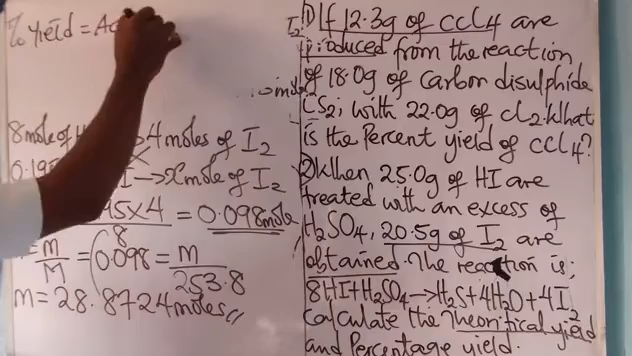 % Yield = Ac
8 mole of H 4 moles of I2
0.195 I → x mole of I2
95 x 4 = 0.098 mole
8
= m/M = 0.098 = m/253.8
m = 28.8724 moles
1) If 12.3g of CCl4 are
produced from the reaction
of 18.0g of Carbon disulphide
CS2; with 22.0g of Cl2. What
is the Percent yield of CCl4?
2) When 25.0g of HI are
treated with an excess of
H2SO4, 20.5g of I2 are
obtained. The reaction is;
8HI+H2SO4→H2S+4H2O+4I2
Calculate the Theoritical yield
and Percentage yield.